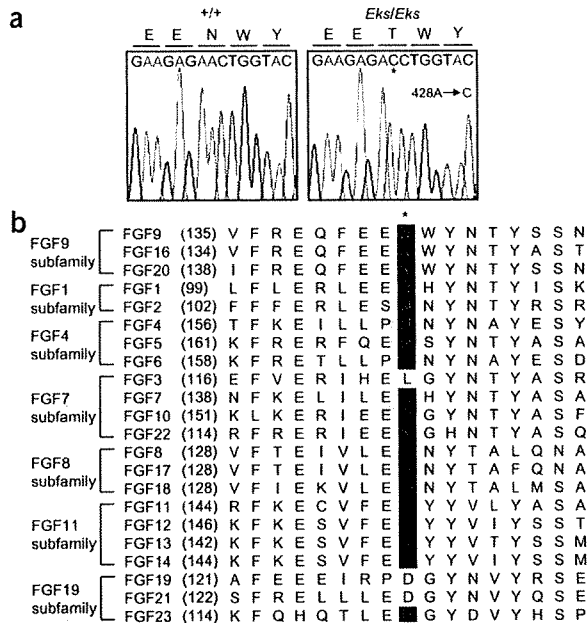 a
+/+
Eks/Eks
E E N W Y
E E T W Y
GAAGAGAACTGGTAC
GAAGAGACCTGGTAC
*
428A→C
b
*
FGF9 subfamily
FGF9 (135) V F R E Q F E E W Y N T Y S S N
FGF16 (134) V F R E Q F E E W Y N T Y A S T
FGF20 (138) I F R E Q F E E W Y N T Y S S N
FGF1 subfamily
FGF1 (99) L F L E R L E E H Y N T Y I S K
FGF2 (102) F F F E R L E S N Y N T Y R S R
FGF4 subfamily
FGF4 (156) T F K E I L L P N Y N A Y E S Y
FGF5 (161) K F R E R F Q E S Y N T Y A S A
FGF6 (158) K F R E T L L P N Y N A Y E S D
FGF7 subfamily
FGF3 (116) E F V E R I H E L G Y N T Y A S R
FGF7 (138) N F K E L I L E H Y N T Y A S A
FGF10 (151) K L K E R I E E G Y N T Y A S F
FGF22 (114) R F R E R I E E G H N T Y A S Q
FGF8 subfamily
FGF8 (128) V F T E I V L E N Y T A L Q N A
FGF17 (128) V F T E I V L E N Y T A F Q N A
FGF18 (128) V F I E K V L E N Y T A L M S A
FGF11 subfamily
FGF11 (144) R F K E C V F E Y Y V L Y A S A
FGF12 (146) K F K E S V F E Y Y V I Y S S T
FGF13 (142) K F K E S V F E Y Y V T Y S S M
FGF14 (144) K F K E S V F E Y Y V I Y S S M
FGF19 subfamily
FGF19 (121) A F E E E I R P D G Y N V Y R S E
FGF21 (122) S F R E L L L E D G Y N V Y Q S E
FGF23 (114) K F Q H Q T L E G Y D V Y H S P